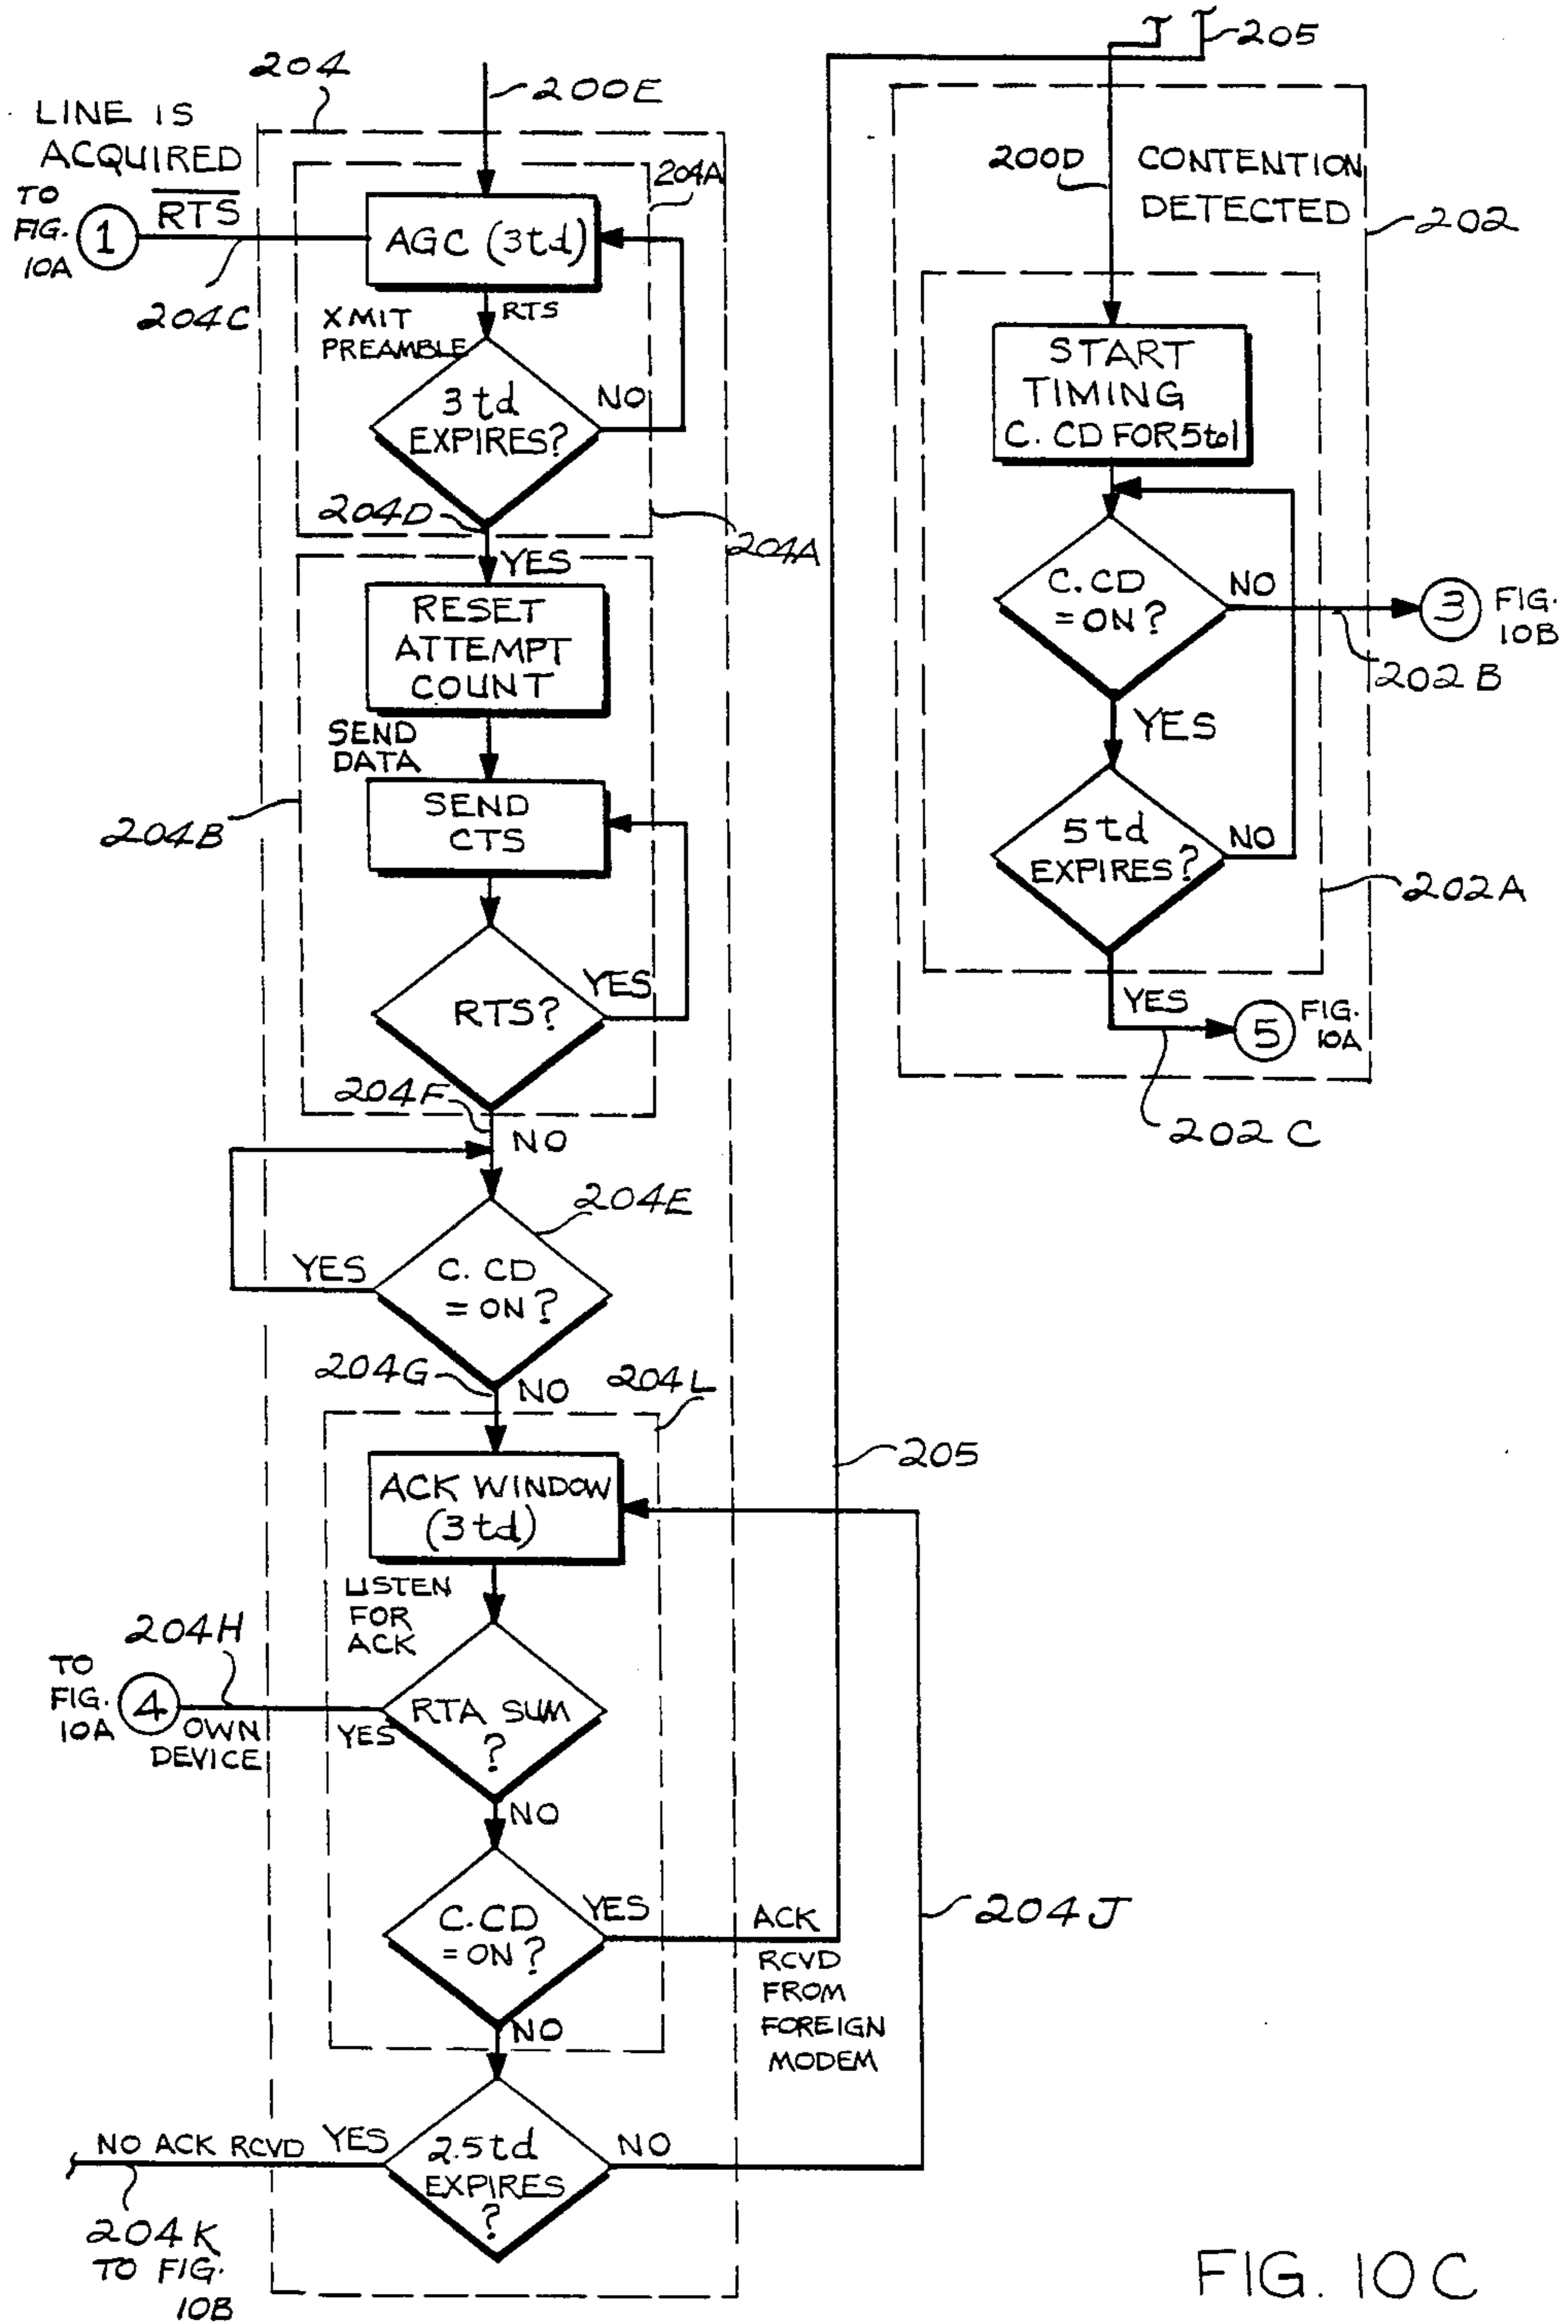 205
204
200E
LINE IS
ACQUIRED
TO
FIG.
10A
1
RTS
204C
204A
AGC (3td)
XMIT
PREAMBLE
RTS
3td
EXPIRES?
NO
204D
204A
YES
RESET
ATTEMPT
COUNT
SEND
DATA
SEND
CTS
204B
RTS?
YES
204F
NO
204E
C. CD
= ON?
YES
204G
NO
204L
ACK WINDOW
(3td)
LISTEN
FOR
ACK
204H
TO
FIG.
10A
4
OWN
DEVICE
YES
RTA SUM
?
NO
C.CD
= ON?
YES
ACK
RCVD
FROM
FOREIGN
MODEM
205
204J
NO
2.5td
EXPIRES
?
NO
YES
NO ACK RCVD
204K
TO FIG.
10B
200D
CONTENTION
DETECTED
202
START
TIMING
C. CD FOR 5td
C.CD
= ON?
NO
3
FIG.
10B
202B
YES
5td
EXPIRES?
NO
202A
YES
5
FIG.
10A
202C
FIG. 10C